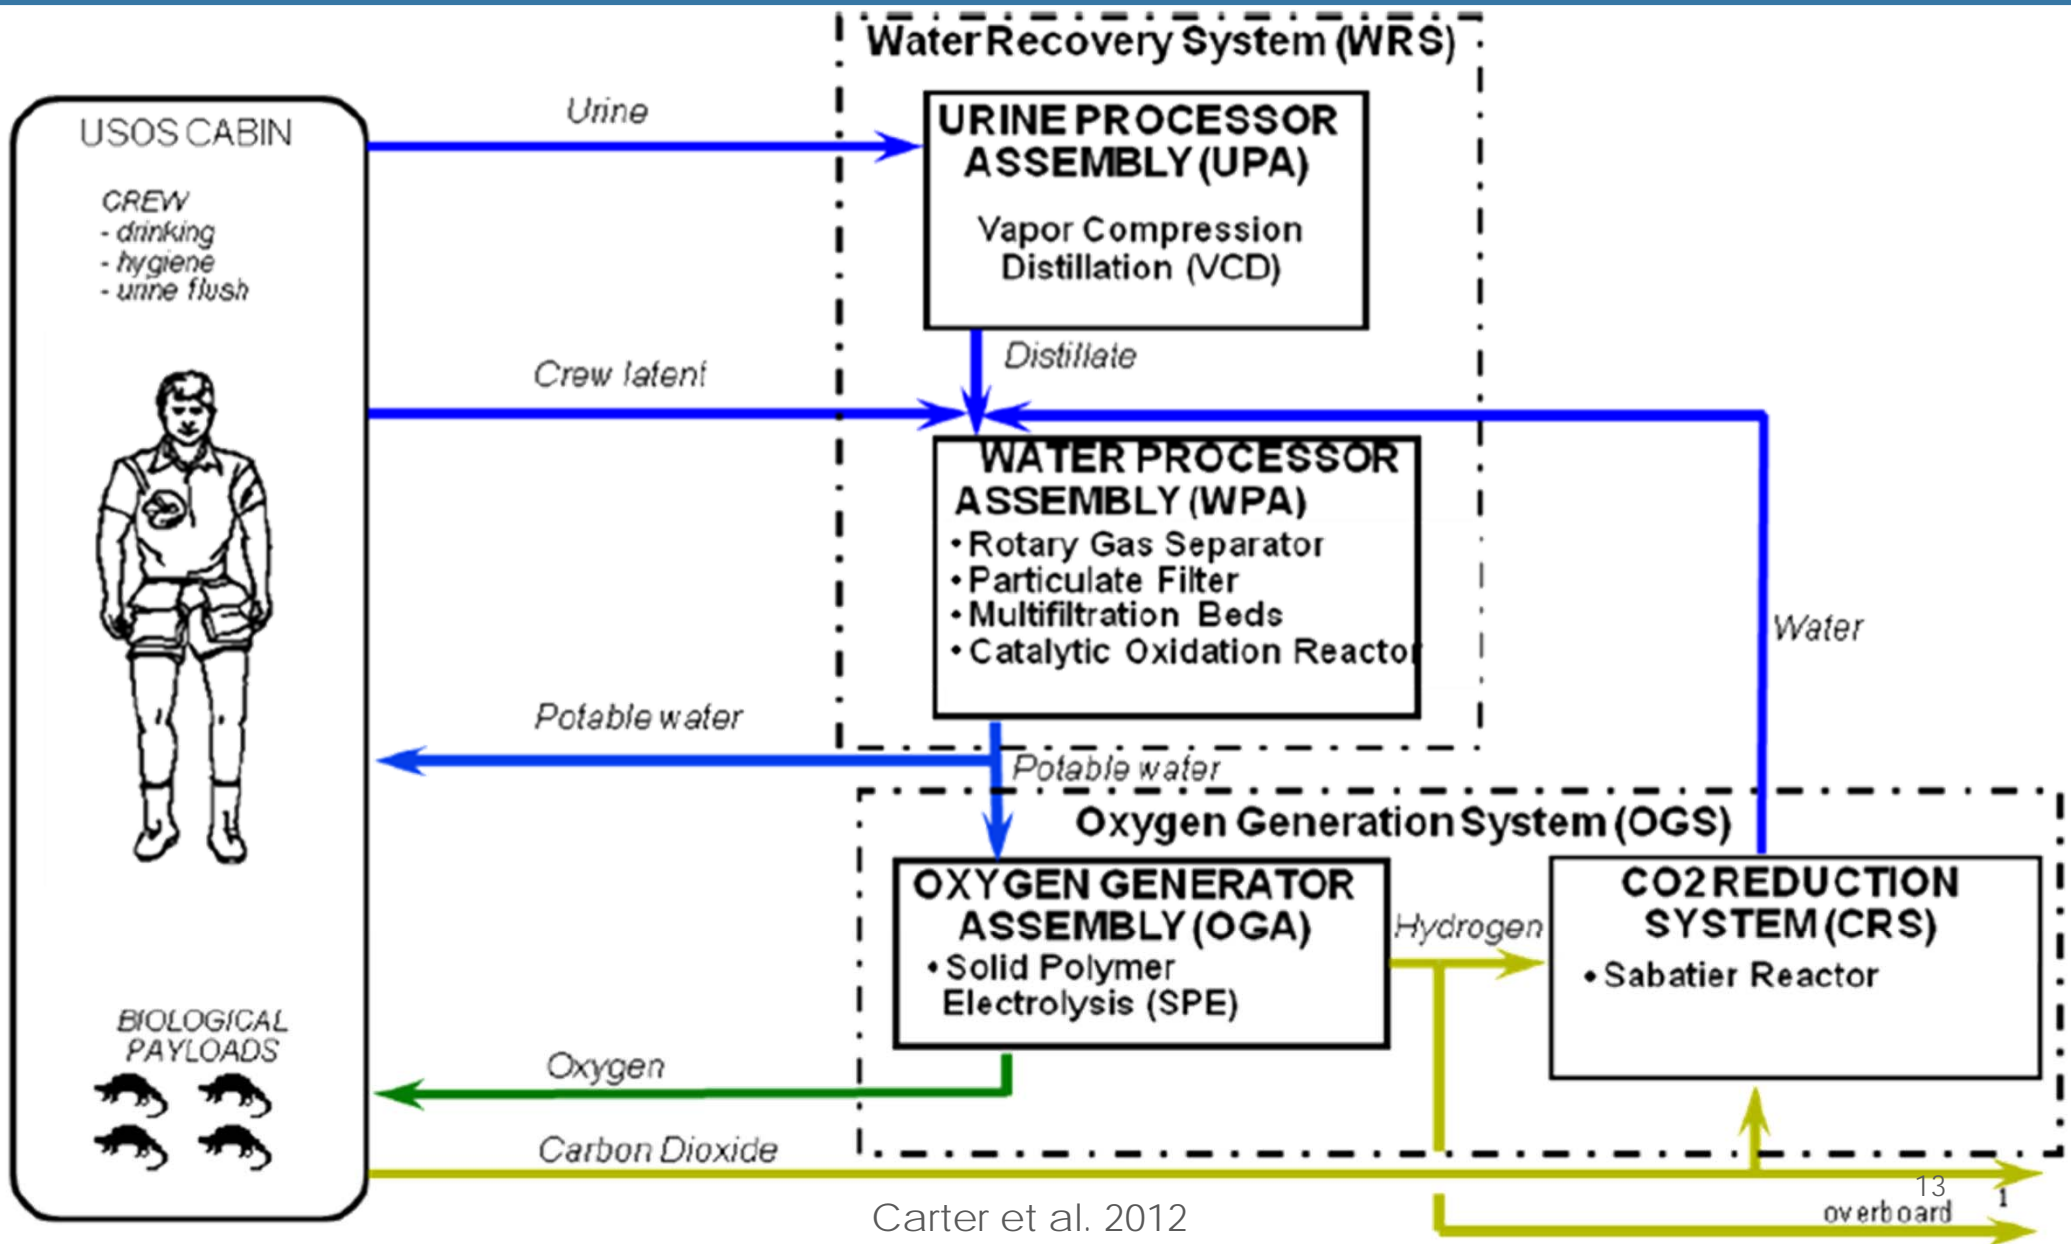 Water Recovery System (WRS)
USOS CABIN
CREW
- drinking
- hygiene
- urine flush
Urine
URINE PROCESSOR
ASSEMBLY (UPA)
Vapor Compression
Distillation (VCD)
Crew latent
Distillate
WATER PROCESSOR
ASSEMBLY (WPA)
• Rotary Gas Separator
• Particulate Filter
• Multifiltration Beds
• Catalytic Oxidation Reactor
Water
Potable water
Potable water
Oxygen Generation System (OGS)
OXYGEN GENERATOR
ASSEMBLY (OGA)
• Solid Polymer
Electrolysis (SPE)
Hydrogen
CO2 REDUCTION
SYSTEM (CRS)
• Sabatier Reactor
BIOLOGICAL
PAYLOADS
Oxygen
Carbon Dioxide
13
1
overboard
Carter et al. 2012